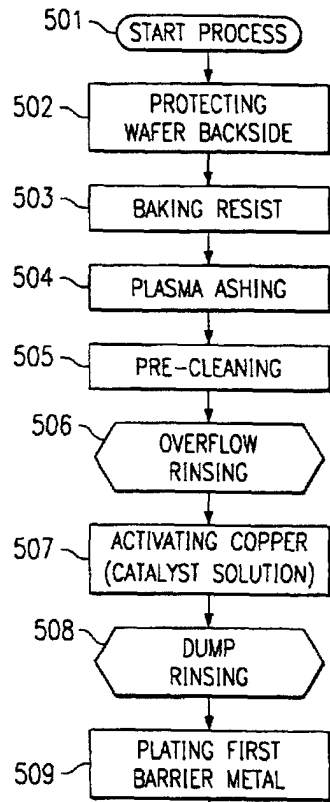 501
START PROCESS
502
PROTECTING
WAFER BACKSIDE
503
BAKING RESIST
504
PLASMA ASHING
505
PRE-CLEANING
506
OVERFLOW
RINSING
507
ACTIVATING COPPER
(CATALYST SOLUTION)
508
DUMP
RINSING
509
PLATING FIRST
BARRIER METAL